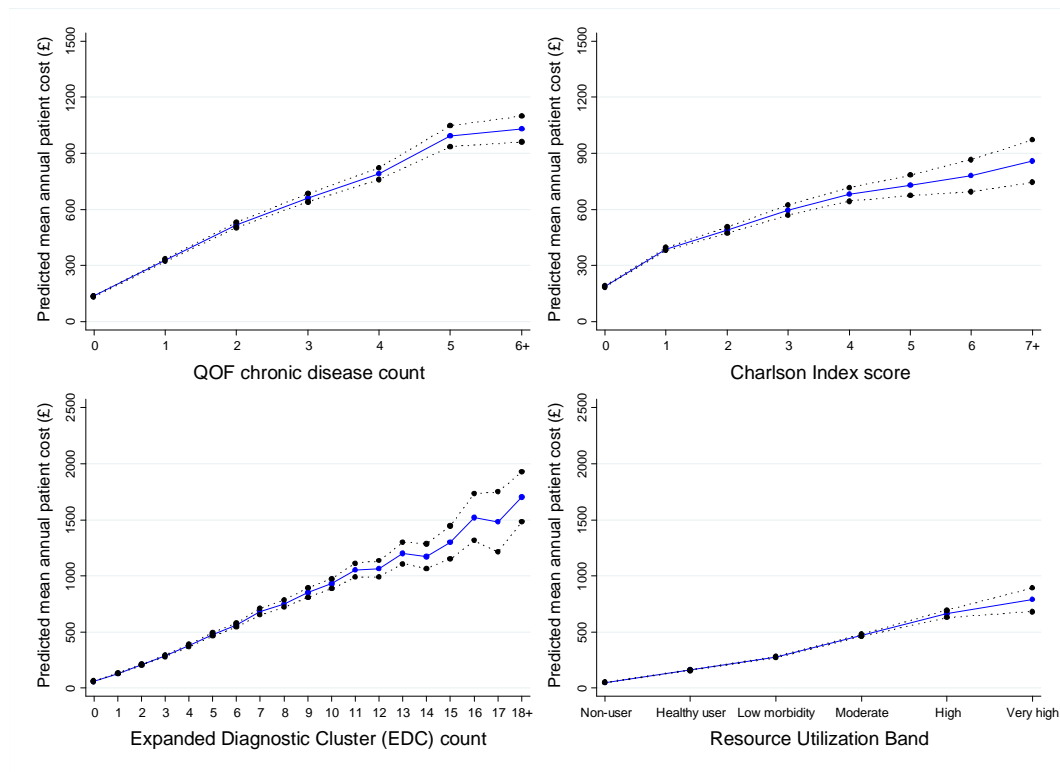 Predicted mean annual patient cost (£)
1500
1200
900
600
300
0
0 1 2 3 4 5 6+
QOF chronic disease count
Predicted mean annual patient cost (£)
1500
1200
900
600
300
0
0 1 2 3 4 5 6 7+
Charlson Index score
Predicted mean annual patient cost (£)
2500
2000
1500
1000
500
0
0 1 2 3 4 5 6 7 8 9 10 11 12 13 14 15 16 17 18+
Expanded Diagnostic Cluster (EDC) count
Predicted mean annual patient cost (£)
2500
2000
1500
1000
500
0
Non-user Healthy user Low morbidity Moderate High Very high
Resource Utilization Band